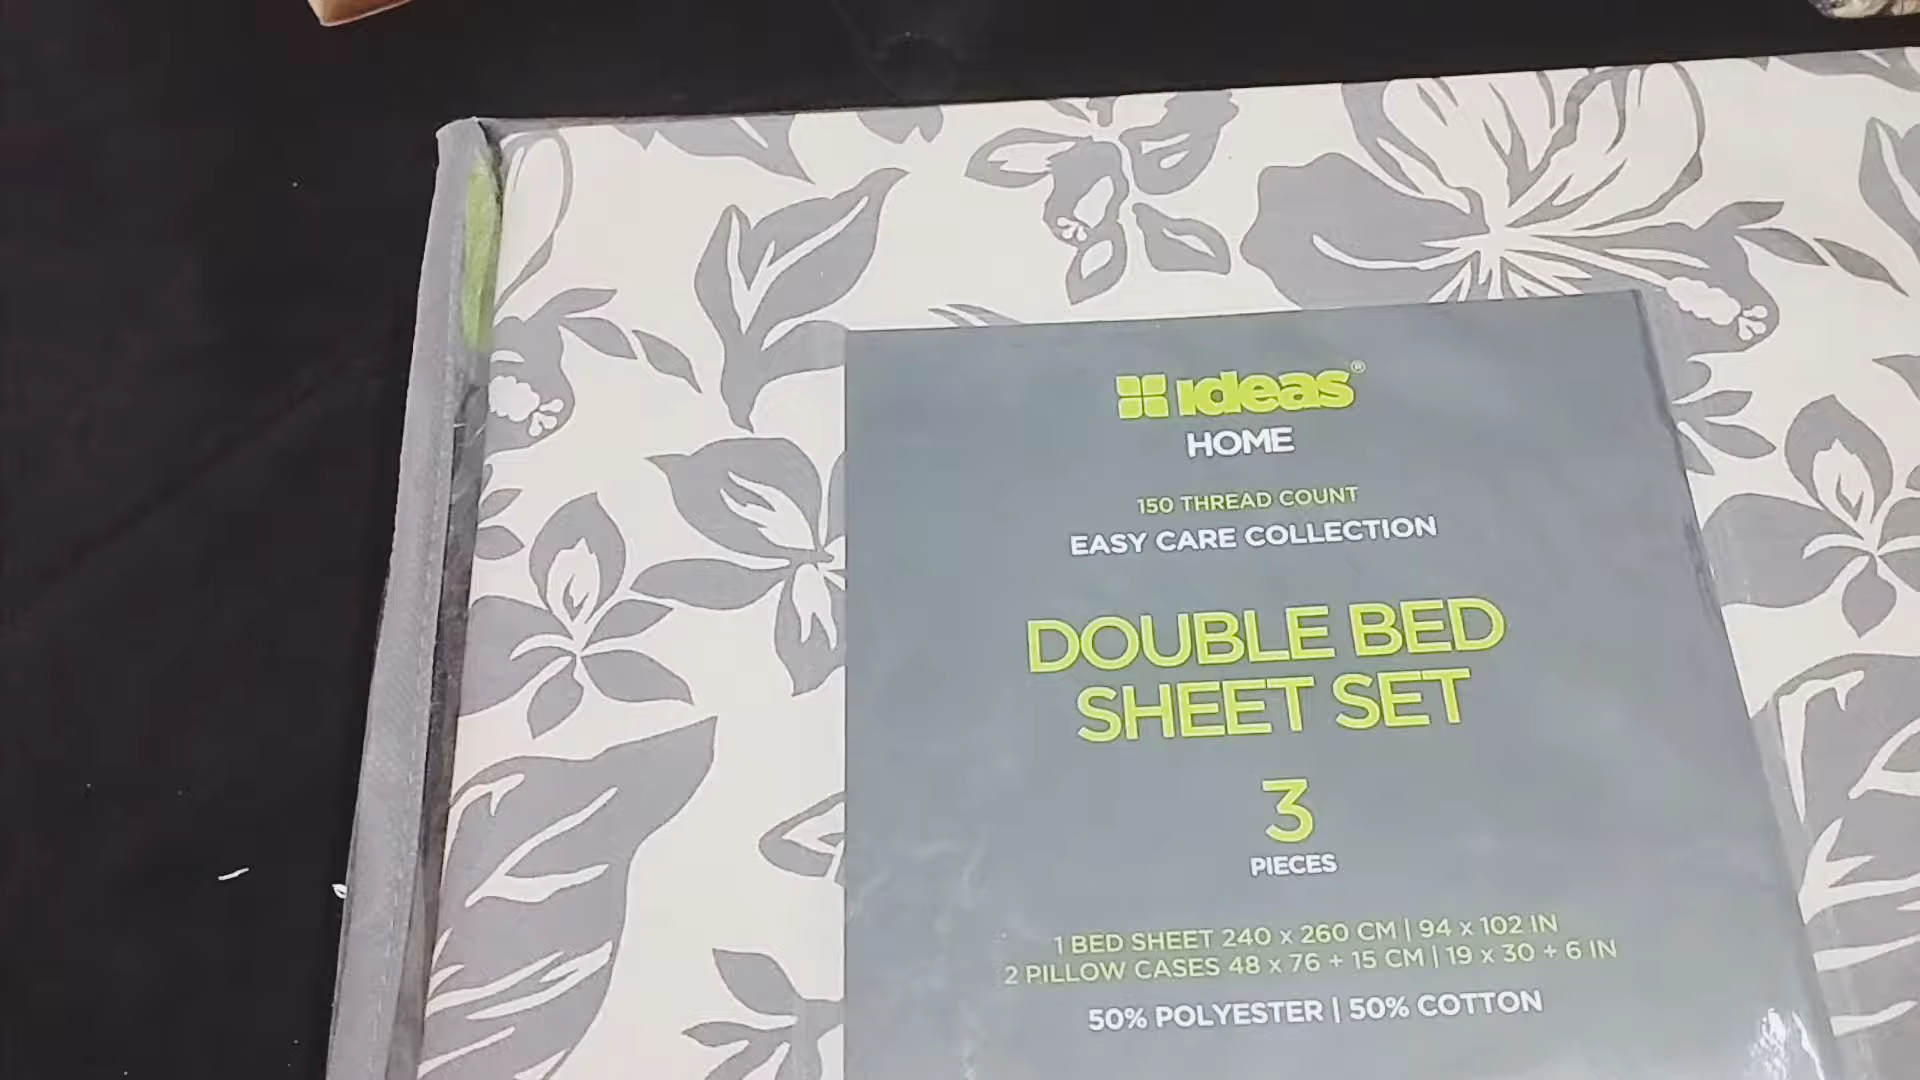 ideas®
HOME
150 THREAD COUNT
EASY CARE COLLECTION
DOUBLE BED
SHEET SET
3
PIECES
1 BED SHEET 240 x 260 CM | 94 x 102 IN
2 PILLOW CASES 48 x 76 + 15 CM | 19 x 30 + 6 IN
50% POLYESTER | 50% COTTON